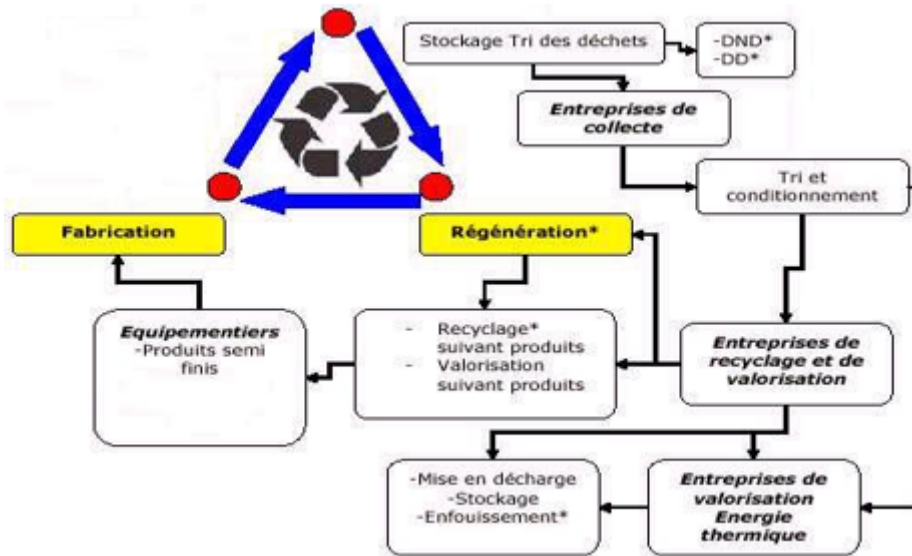 Stockage Tri des déchets
-DND*
-DD*
Entreprises de
collecte
Tri et
conditionnement
Fabrication
Régénération*
Equipementiers
-Produits semi
finis
- Recyclage*
suivant produits
- Valorisation
suivant produits
Entreprises de
recyclage et de
valorisation
-Mise en décharge
-Stockage
-Enfouissement*
Entreprises de
valorisation
Energie
thermique